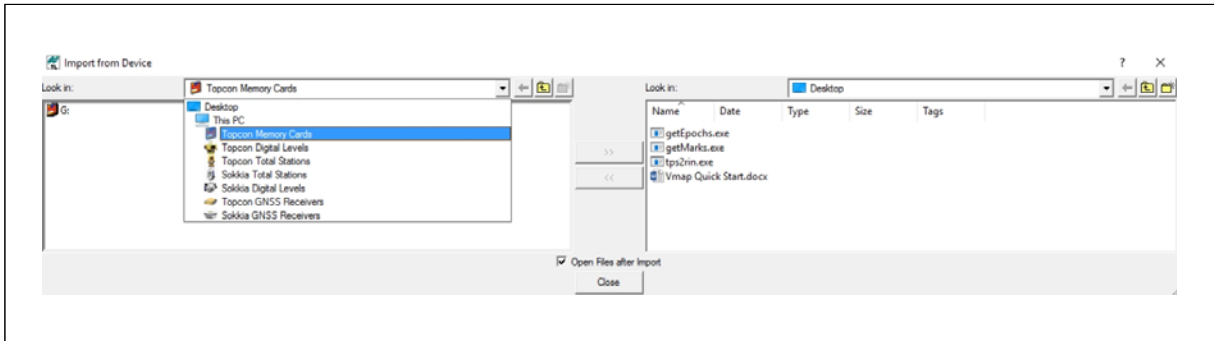 Import from Device
? ×
Look in: Topcon Memory Cards
Look in: Desktop
G:
Desktop
This PC
Topcon Memory Cards
Topcon Digital Levels
Topcon Total Stations
Sokkia Total Stations
Sokkia Digital Levels
Topcon GNSS Receivers
Sokkia GNSS Receivers
>>
<<
Name Date Type Size Tags
getEpochs.exe
getMarks.exe
tps2rin.exe
Vmap Quick Start.docx
Open Files after Import
Close